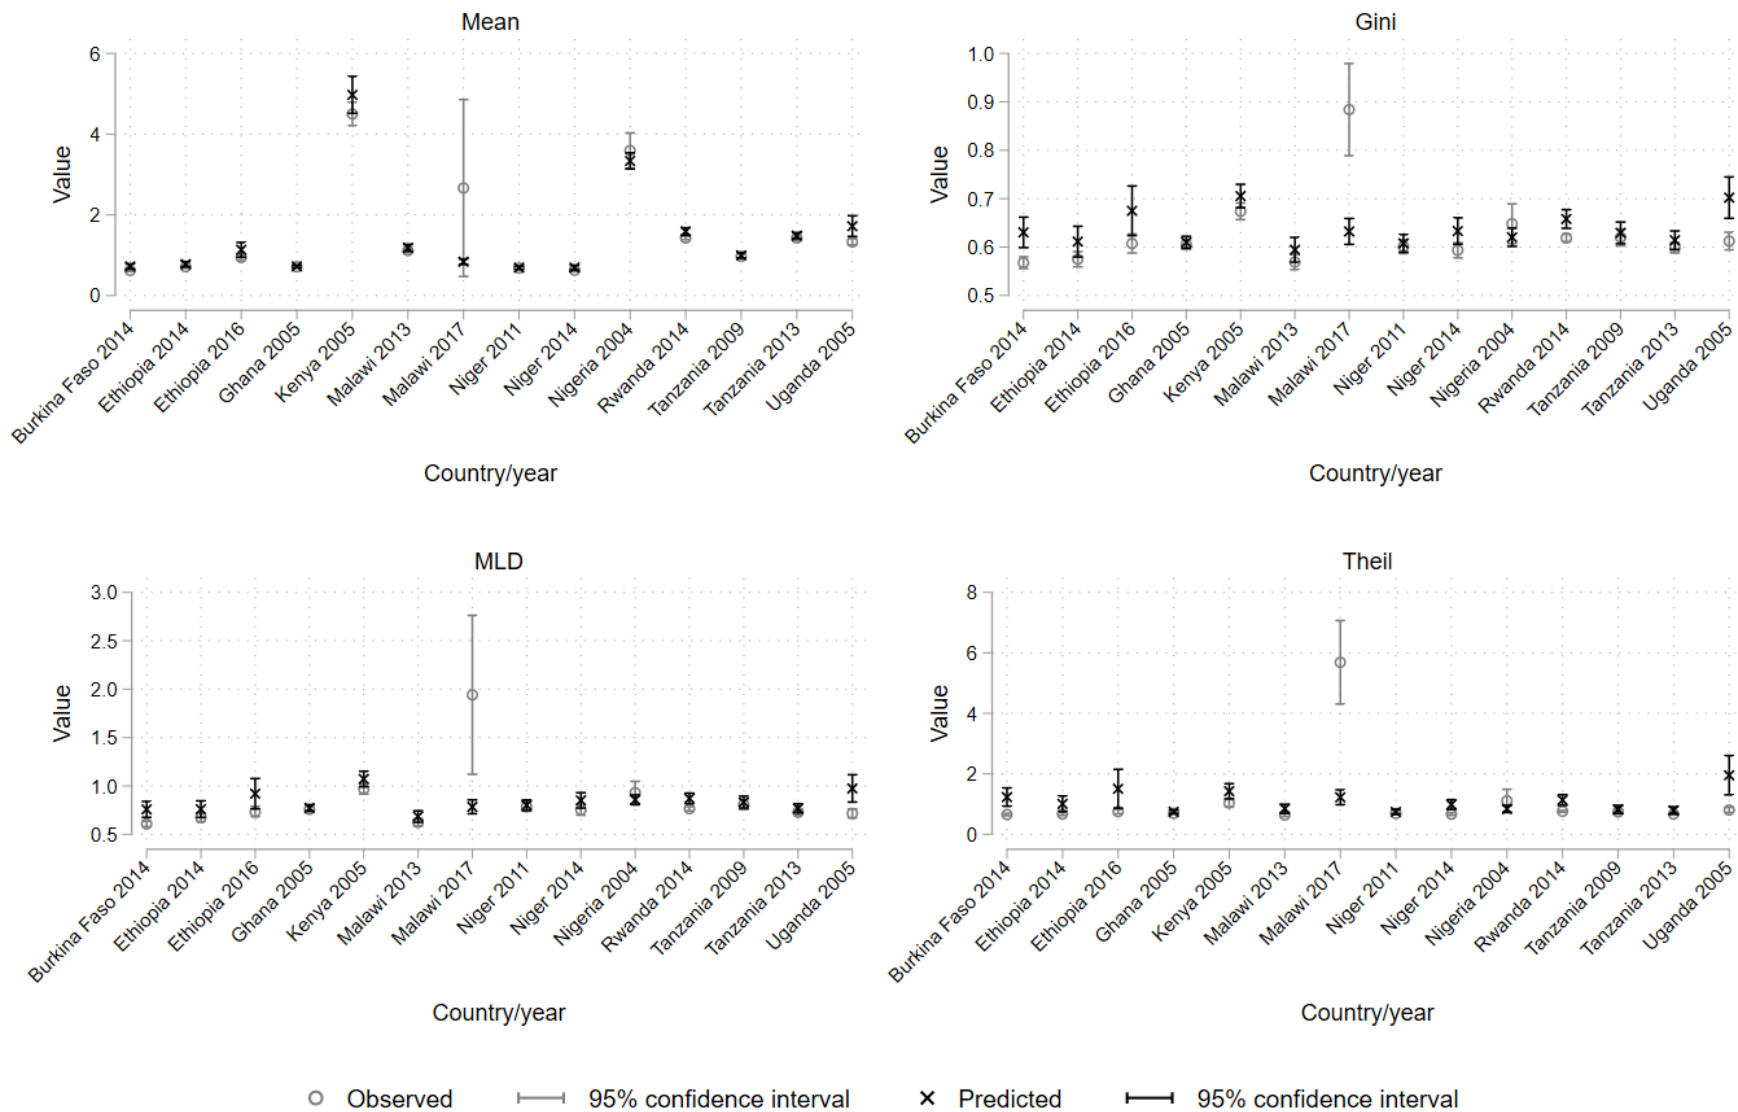 Mean
6
4
2
0
Value
Burkina Faso 2014
Ethiopia 2014
Ethiopia 2016
Ghana 2005
Kenya 2005
Malawi 2013
Malawi 2017
Niger 2011
Niger 2014
Nigeria 2004
Rwanda 2014
Tanzania 2009
Tanzania 2013
Uganda 2005
Country/year
Gini
1.0
0.9
0.8
0.7
0.6
0.5
Value
Burkina Faso 2014
Ethiopia 2014
Ethiopia 2016
Ghana 2005
Kenya 2005
Malawi 2013
Malawi 2017
Niger 2011
Niger 2014
Nigeria 2004
Rwanda 2014
Tanzania 2009
Tanzania 2013
Uganda 2005
Country/year
MLD
3.0
2.5
2.0
1.5
1.0
0.5
Value
Burkina Faso 2014
Ethiopia 2014
Ethiopia 2016
Ghana 2005
Kenya 2005
Malawi 2013
Malawi 2017
Niger 2011
Niger 2014
Nigeria 2004
Rwanda 2014
Tanzania 2009
Tanzania 2013
Uganda 2005
Country/year
Theil
8
6
4
2
0
Value
Burkina Faso 2014
Ethiopia 2014
Ethiopia 2016
Ghana 2005
Kenya 2005
Malawi 2013
Malawi 2017
Niger 2011
Niger 2014
Nigeria 2004
Rwanda 2014
Tanzania 2009
Tanzania 2013
Uganda 2005
Country/year
Observed 95% confidence interval Predicted 95% confidence interval